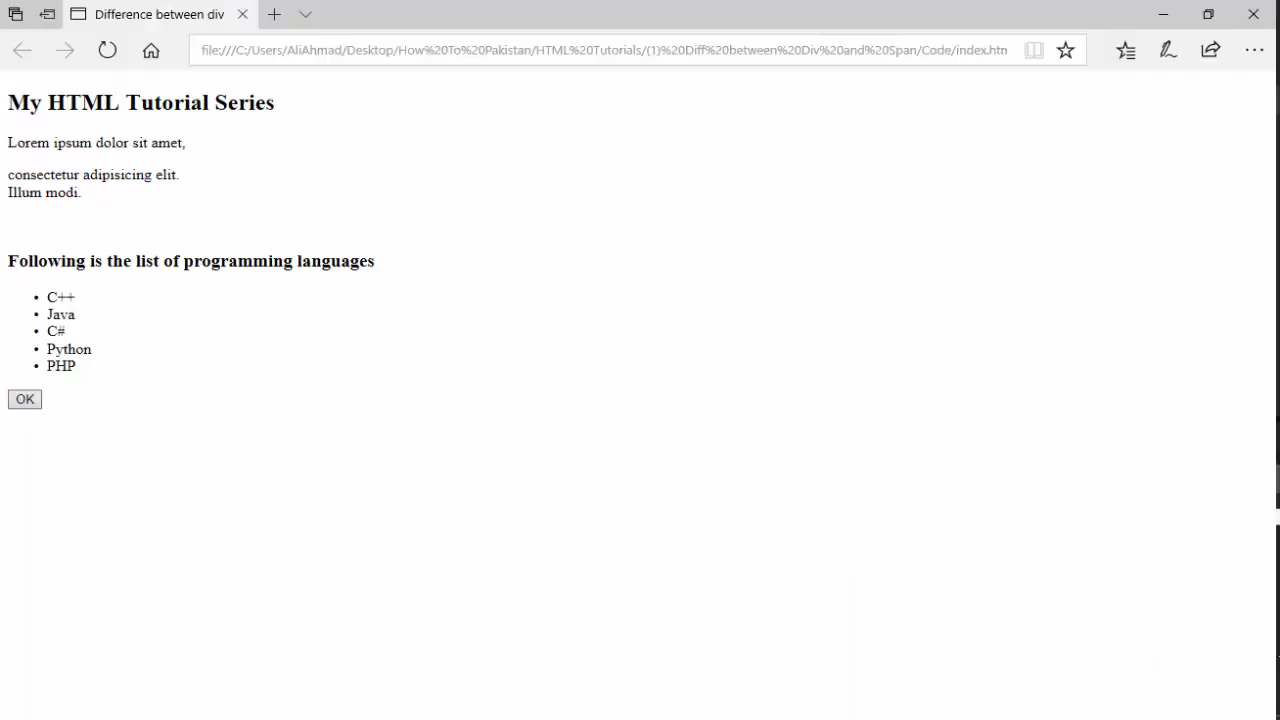 Difference between div
file:///C:/Users/AliAhmad/Desktop/How%20To%20Pakistan/HTML%20Tutorials/(1)%20Diff%20between%20Div%20and%20Span/Code/index.htm
My HTML Tutorial Series
Lorem ipsum dolor sit amet,
consectetur adipisicing elit.
Illum modi.
Following is the list of programming languages
• C++
• Java
• C#
• Python
• PHP
OK